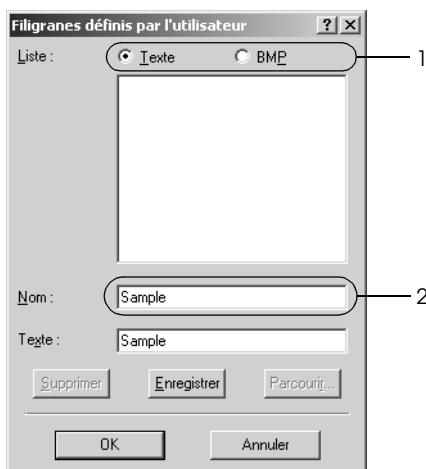 Filigranes définis par l'utilisateur ? ×
Liste : Texte BMP 1
Nom : Sample 2
Texte : Sample
Supprimer Enregistrer Parcourir...
OK Annuler